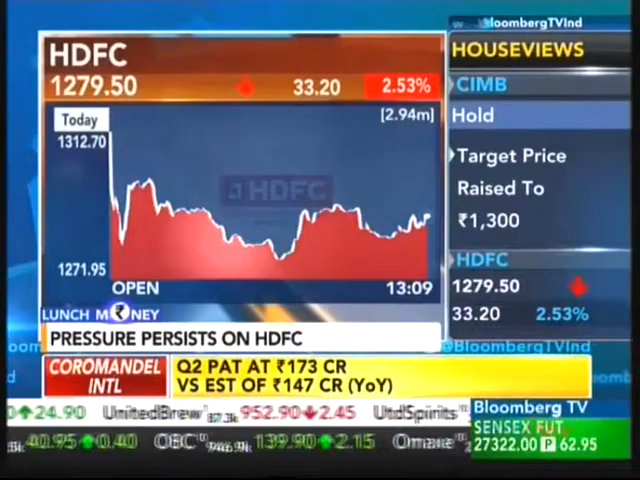 BloombergTVInd
HDFC
1279.50 33.20 2.53%
Today
[2.94m]
1312.70
HDFC
1271.95
OPEN 13:09
HOUSEVIEWS
CIMB
Hold
Target Price
Raised To
₹1,300
HDFC
1279.50
33.20 2.53%
LUNCH M₹NEY
PRESSURE PERSISTS ON HDFC
@BloombergTVInd
COROMANDEL
INTL
Q2 PAT AT ₹173 CR
VS EST OF ₹147 CR (YoY)
24.90 UnitedBrew 87.3k 952.90 2.45 UtdSpirits
40.95 0.40 OBC 139.90 2.15 Omaxe
Bloomberg TV
SENSEX FUT
27322.00 P 62.95